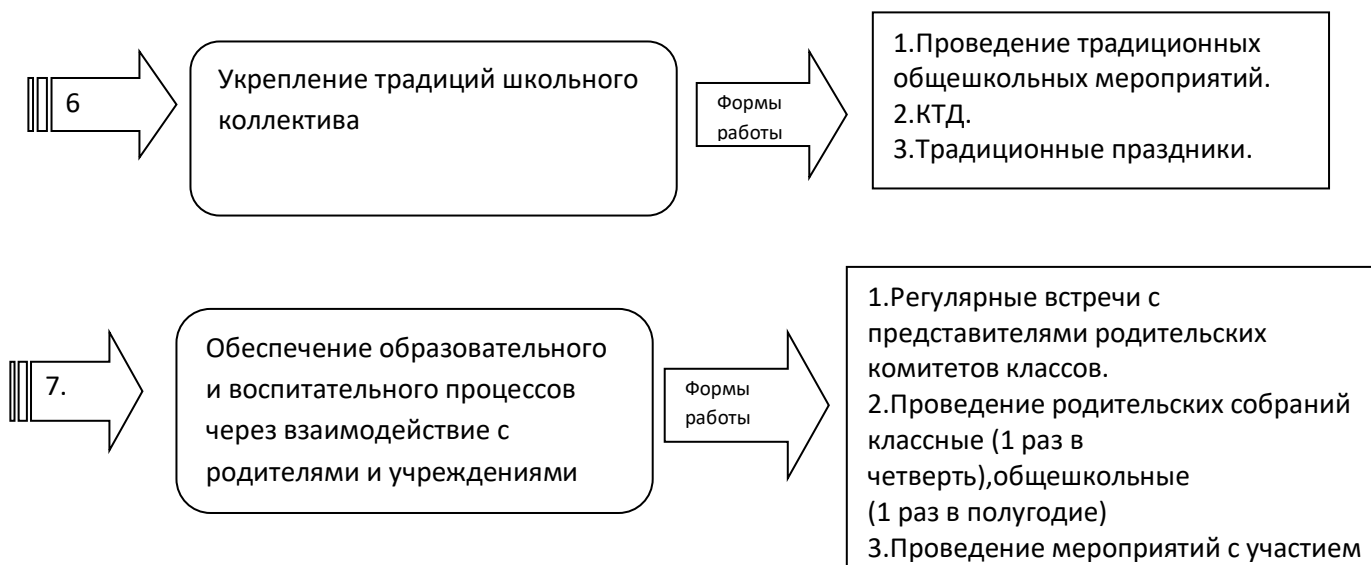 6
Укрепление традиций школьного
коллектива
Формы
работы
1.Проведение традиционных
общешкольных мероприятий.
2.КТД.
3.Традиционные праздники.
7.
Обеспечение образовательного
и воспитательного процессов
через взаимодействие с
родителями и учреждениями
Формы
работы
1.Регулярные встречи с
представителями родительских
комитетов классов.
2.Проведение родительских собраний
классные (1 раз в
четверть),общешкольные
(1 раз в полугодие)
3.Проведение мероприятий с участием